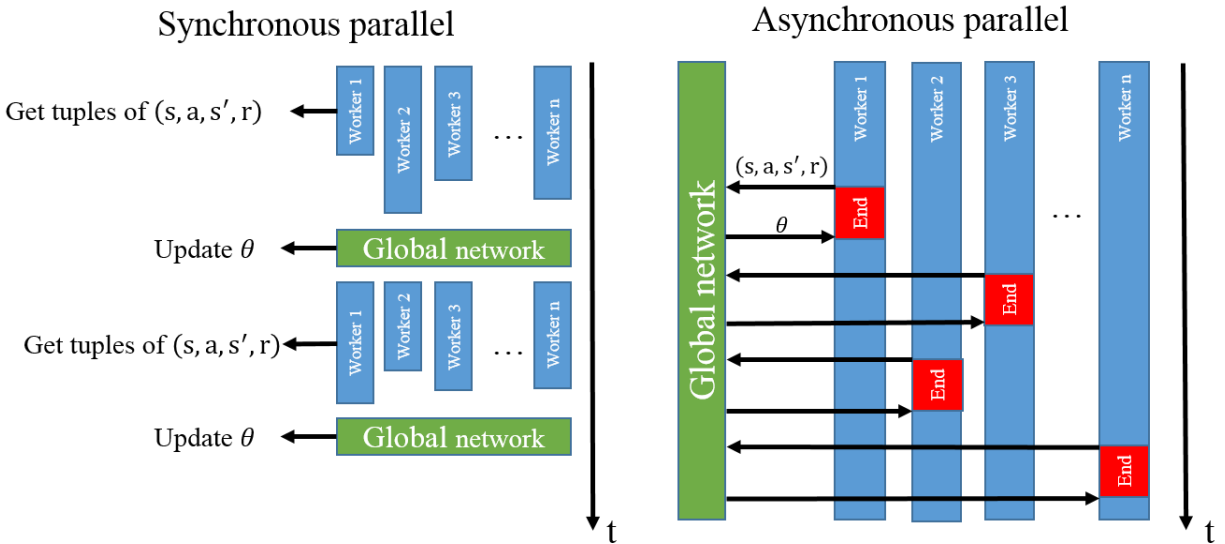 Synchronous parallel
Get tuples of (s, a, s′, r)
Worker 1
Worker 2
Worker 3
...
Worker n
Update θ
Global network
Get tuples of (s, a, s′, r)
Worker 1
Worker 2
Worker 3
...
Worker n
Update θ
Global network
t
Asynchronous parallel
Global network
Worker 1
Worker 2
Worker 3
...
Worker n
(s, a, s′, r)
θ
End
End
End
End
t